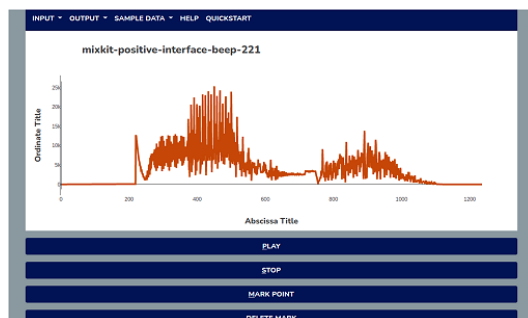 INPUT OUTPUT SAMPLE DATA HELP QUICKSTART
mixkit-positive-interface-beep-221
Ordinate Title
25k
20k
15k
10k
5k
0
0 200 400 600 800 1000 1200
Abscissa Title
PLAY
STOP
MARK POINT
DELETE MARK